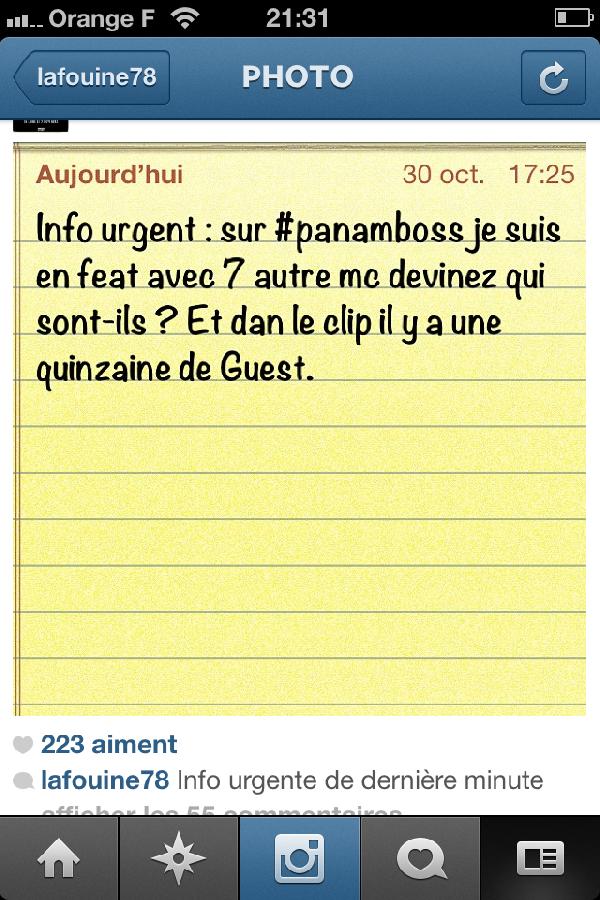 Orange F 21:31
lafouine78 PHOTO
Aujourd'hui 30 oct. 17:25
Info urgent : sur #panamboss je suis
en feat avec 7 autre mc devinez qui
sont-ils ? Et dan le clip il y a une
quinzaine de Guest.
223 aiment
lafouine78 Info urgente de dernière minute
afficher les 55 commentaires